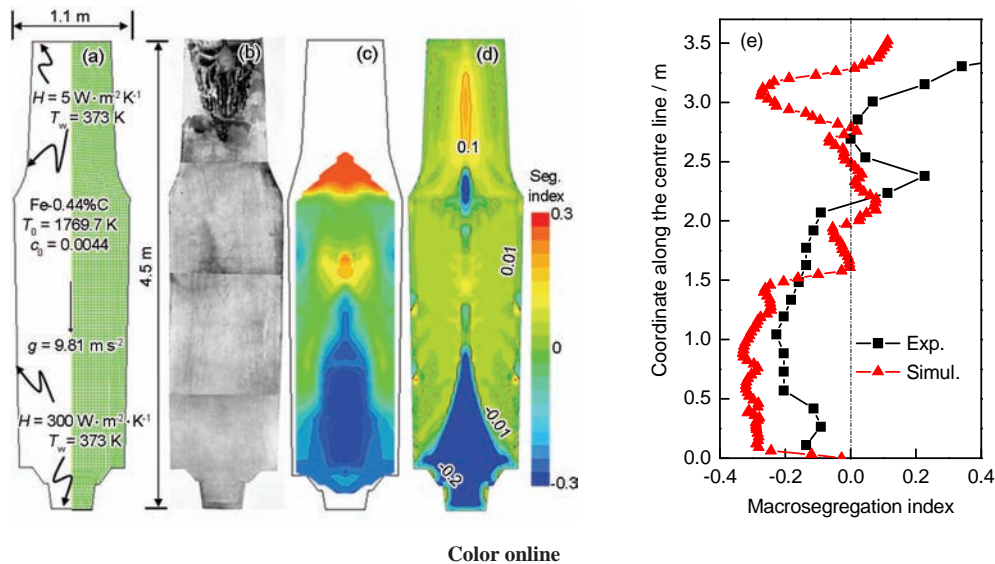 1.1 m
(a)
(b)
(c)
(d)
H = 5 W·m⁻² K⁻¹
T_w = 373 K
Fe-0.44%C
T₀ = 1769.7 K
c₀ = 0.0044
g = 9.81 m s⁻²
H = 300 W·m⁻²·K⁻¹
T_w = 373 K
4.5 m
0.1
0.01
-0.01
-0.2
Seg.
index
0.3
0
-0.3
(e)
Coordinate along the centre line / m
3.5
3.0
2.5
2.0
1.5
1.0
0.5
0.0
Exp.
Simul.
-0.4 -0.2 0.0 0.2 0.4
Macrosegregation index
Color online